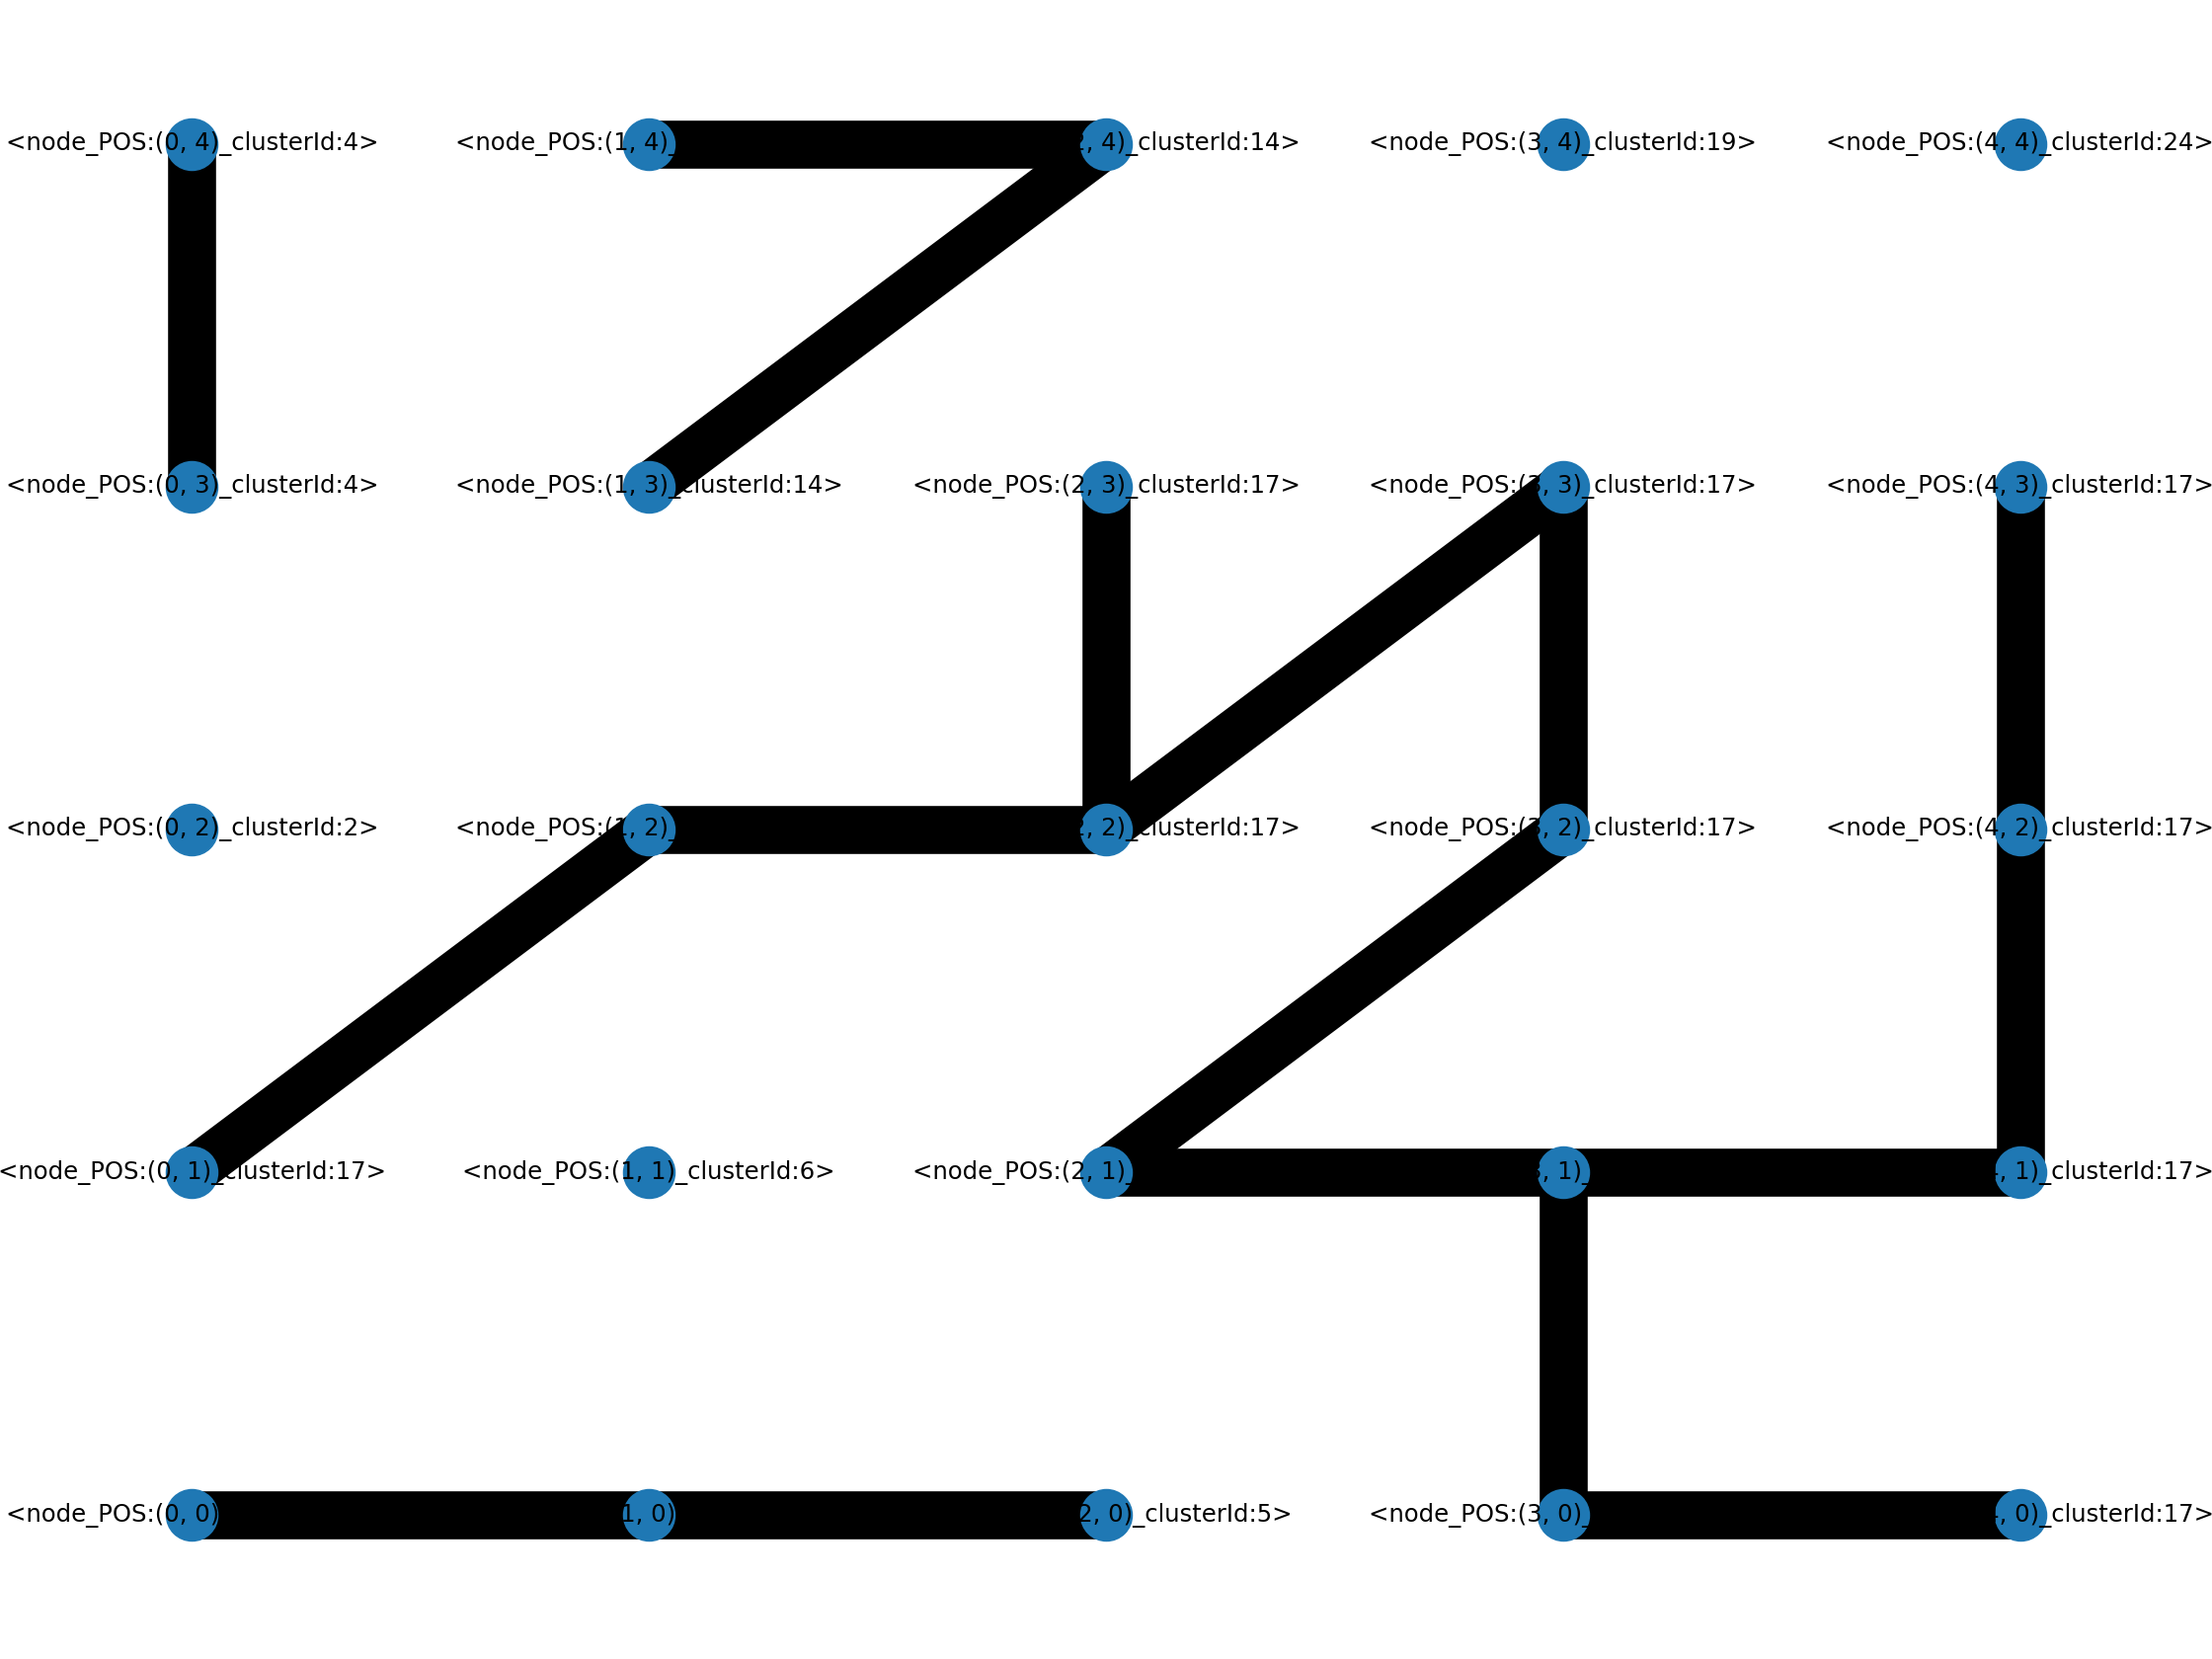 <node_POS:(0, 4)_clusterId:4> <node_POS:(1, 4)_ 2, 4)_clusterId:14> <node_POS:(3, 4)_clusterId:19> <node_POS:(4, 4)_clusterId:24>
<node_POS:(0, 3)_clusterId:4> <node_POS:(1, 3)_clusterId:14> <node_POS:(2, 3)_clusterId:17> <node_POS:(3, 3)_clusterId:17> <node_POS:(4, 3)_clusterId:17>
<node_POS:(0, 2)_clusterId:2> <node_POS:(1, 2)_ 2, 2)_clusterId:17> <node_POS:(3, 2)_clusterId:17> <node_POS:(4, 2)_clusterId:17>
<node_POS:(0, 1)_clusterId:17> <node_POS:(1, 1)_clusterId:6> <node_POS:(2, 1)_ 3, 1)_ 4, 1)_clusterId:17>
<node_POS:(0, 0) 1, 0) 2, 0)_clusterId:5> <node_POS:(3, 0)_ 4, 0)_clusterId:17>